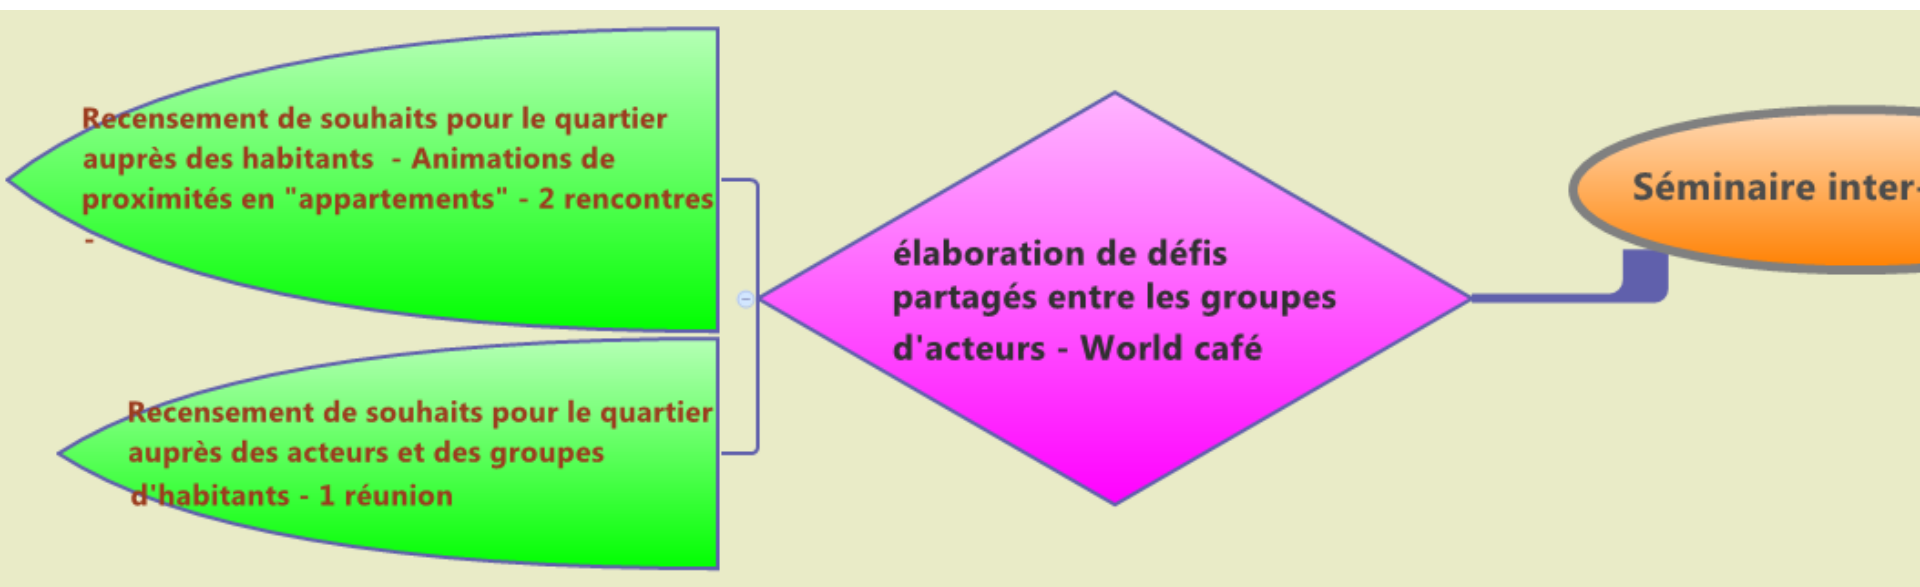 Recensement de souhaits pour le quartier
auprès des habitants  - Animations de
proximités en "appartements" - 2 rencontres
-
Recensement de souhaits pour le quartier
auprès des acteurs et des groupes
d'habitants - 1 réunion
élaboration de défis
partagés entre les groupes
d'acteurs - World café
Séminaire inter-